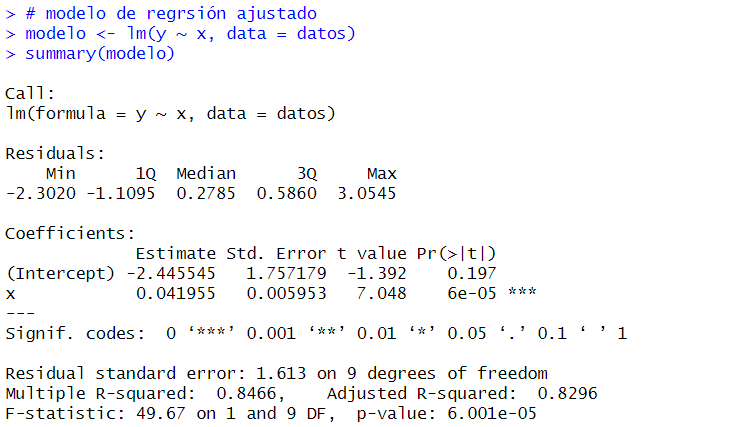 > # modelo de regrsión ajustado
> modelo <- lm(y ~ x, data = datos)
> summary(modelo)
Call:
lm(formula = y ~ x, data = datos)
Residuals:
    Min      1Q  Median      3Q     Max
-2.3020 -1.1095  0.2785  0.5860  3.0545
Coefficients:
             Estimate Std. Error t value Pr(>|t|)
(Intercept) -2.445545   1.757179  -1.392    0.197
x            0.041955   0.005953   7.048    6e-05 ***
---
Signif. codes:  0 ‘***’ 0.001 ‘**’ 0.01 ‘*’ 0.05 ‘.’ 0.1 ‘ ’ 1
Residual standard error: 1.613 on 9 degrees of freedom
Multiple R-squared:  0.8466,    Adjusted R-squared:  0.8296
F-statistic: 49.67 on 1 and 9 DF,  p-value: 6.001e-05